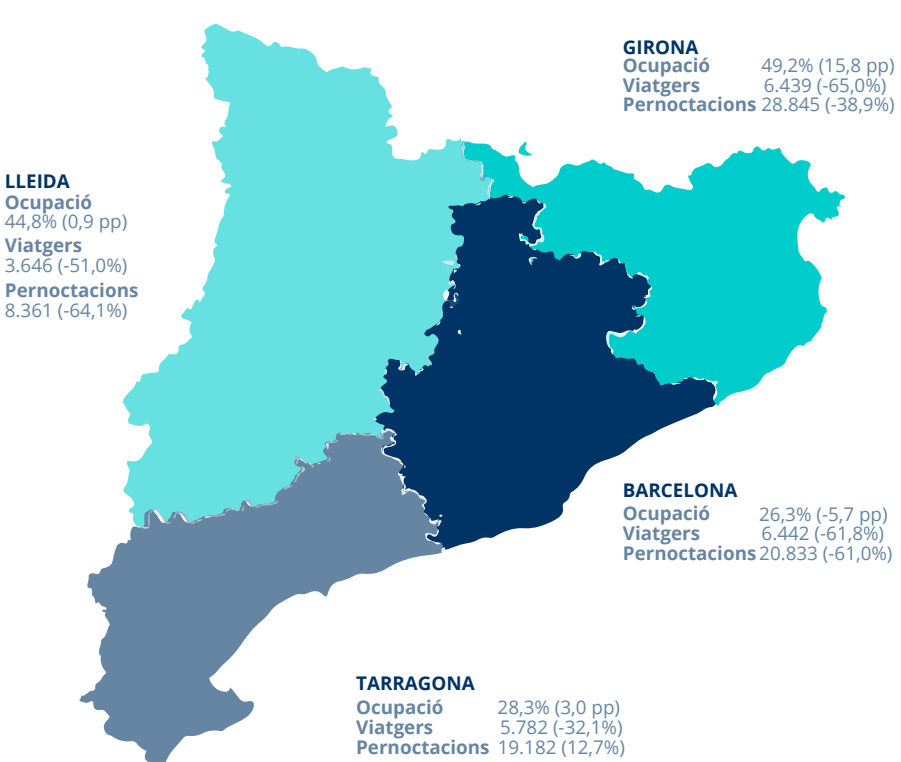 GIRONA
Ocupació 49,2% (15,8 pp)
Viatgers 6.439 (-65,0%)
Pernoctacions 28.845 (-38,9%)
LLEIDA
Ocupació
44,8% (0,9 pp)
Viatgers
3.646 (-51,0%)
Pernoctacions
8.361 (-64,1%)
BARCELONA
Ocupació 26,3% (-5,7 pp)
Viatgers 6.442 (-61,8%)
Pernoctacions 20.833 (-61,0%)
TARRAGONA
Ocupació 28,3% (3,0 pp)
Viatgers 5.782 (-32,1%)
Pernoctacions 19.182 (12,7%)